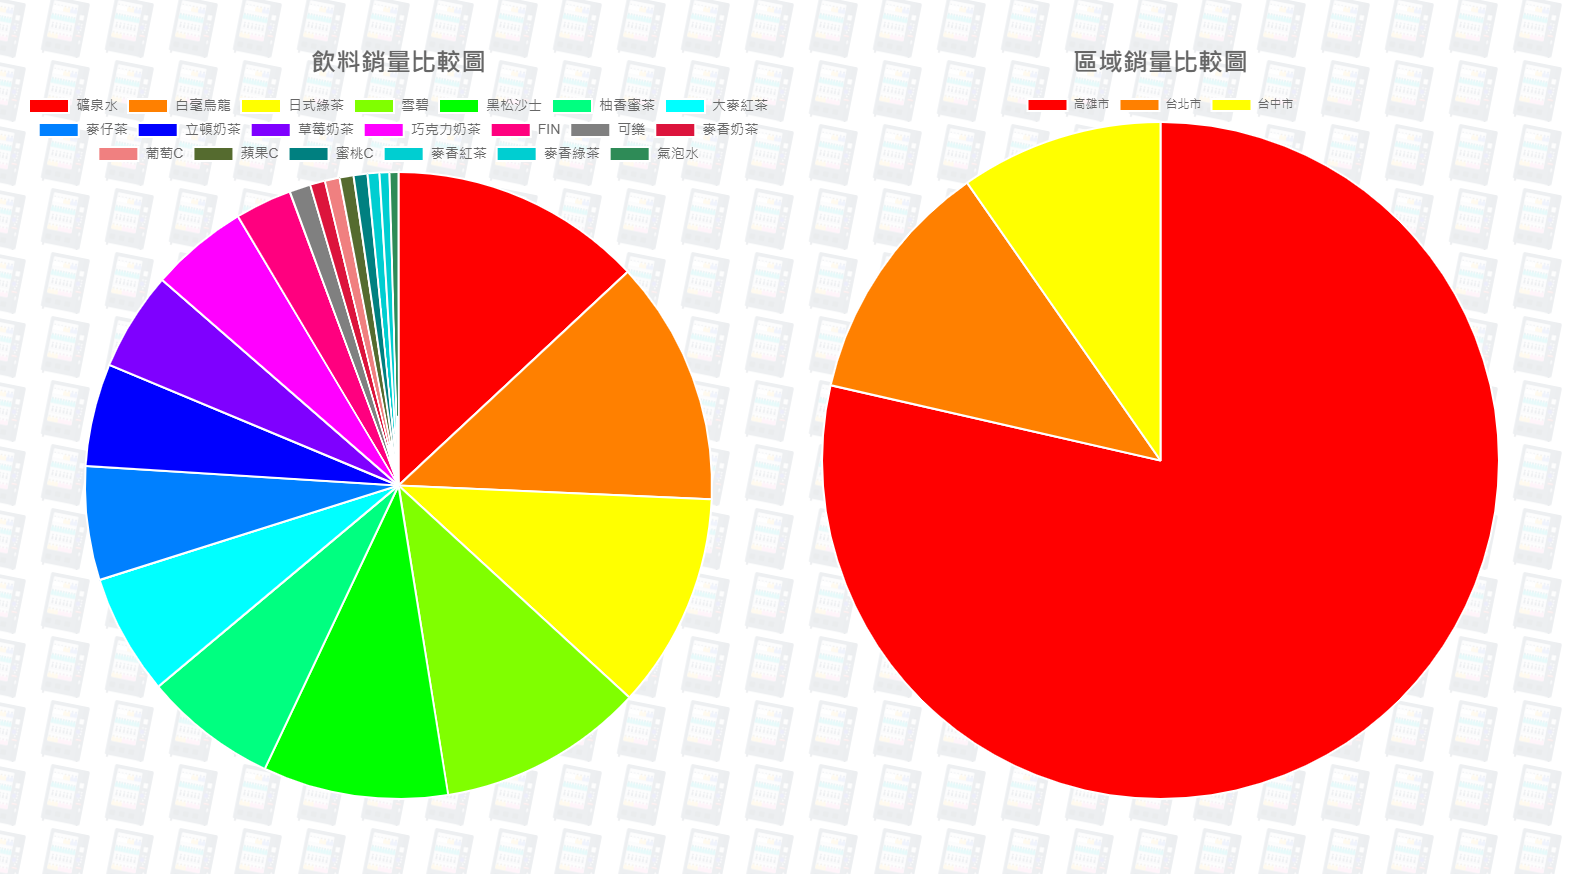 飲料銷量比較圖
礦泉水 白毫烏龍 日式綠茶 雪碧 黑松沙士 柚香蜜茶 大麥紅茶
麥仔茶 立頓奶茶 草莓奶茶 巧克力奶茶 FIN 可樂 麥香奶茶
葡萄C 蘋果C 蜜桃C 麥香紅茶 麥香綠茶 氣泡水
區域銷量比較圖
高雄市 台北市 台中市